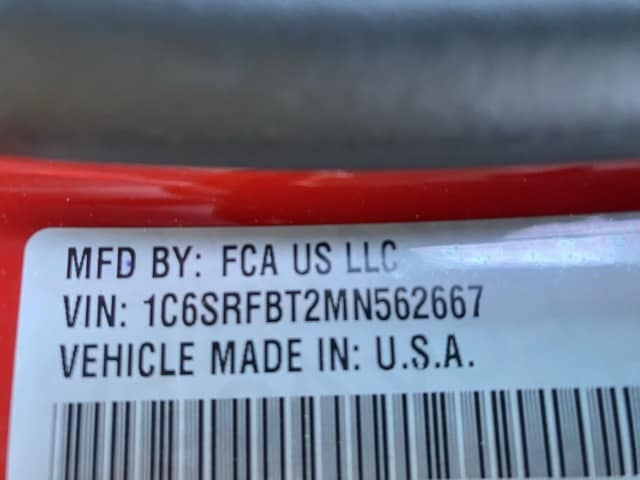 MFD BY: FCA US LLC
VIN: 1C6SRFBT2MN562667
VEHICLE MADE IN: U.S.A.